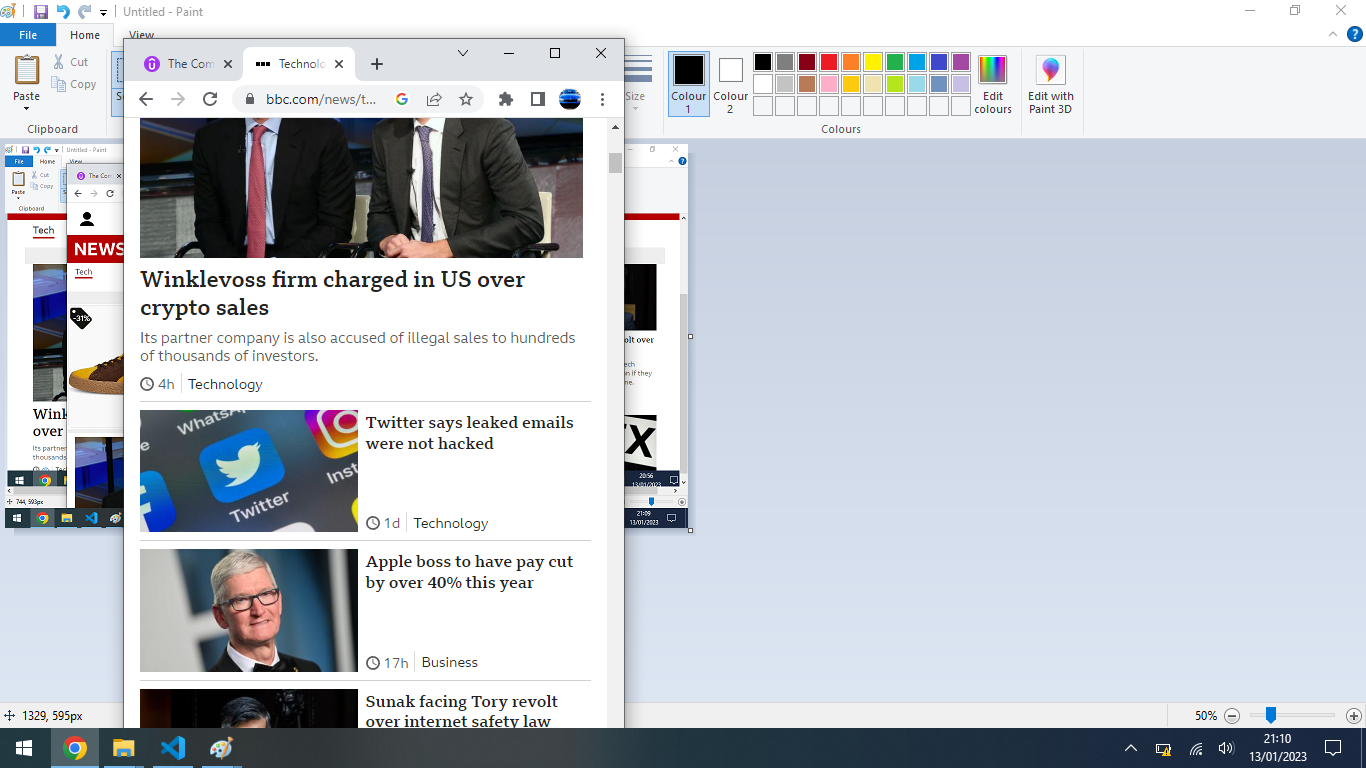 Untitled - Paint
File
Home
View
Paste
Cut
Copy
Clipboard
Size
Colour
1
Colour
2
Edit
colours
Edit with
Paint 3D
Colours
The Com
Technolo
bbc.com/news/t...
Winklevoss firm charged in US over
crypto sales
Its partner company is also accused of illegal sales to hundreds
of thousands of investors.
4h
Technology
WhatsA
Twitter
Inst
Twitter says leaked emails
were not hacked
1d
Technology
Apple boss to have pay cut
by over 40% this year
17h
Business
Sunak facing Tory revolt
over internet safety law
Untitled - Paint
File
Home
View
Paste
Cut
Copy
Clipboard
The Com
Tech
NEWS
Tech
-31%
Wink
over
Its partner
thousands
744, 593px
olt over
ech
n if they
ne.
EX
20:56
13/01/2023
21:09
13/01/2023
1329, 595px
50%
21:10
13/01/2023